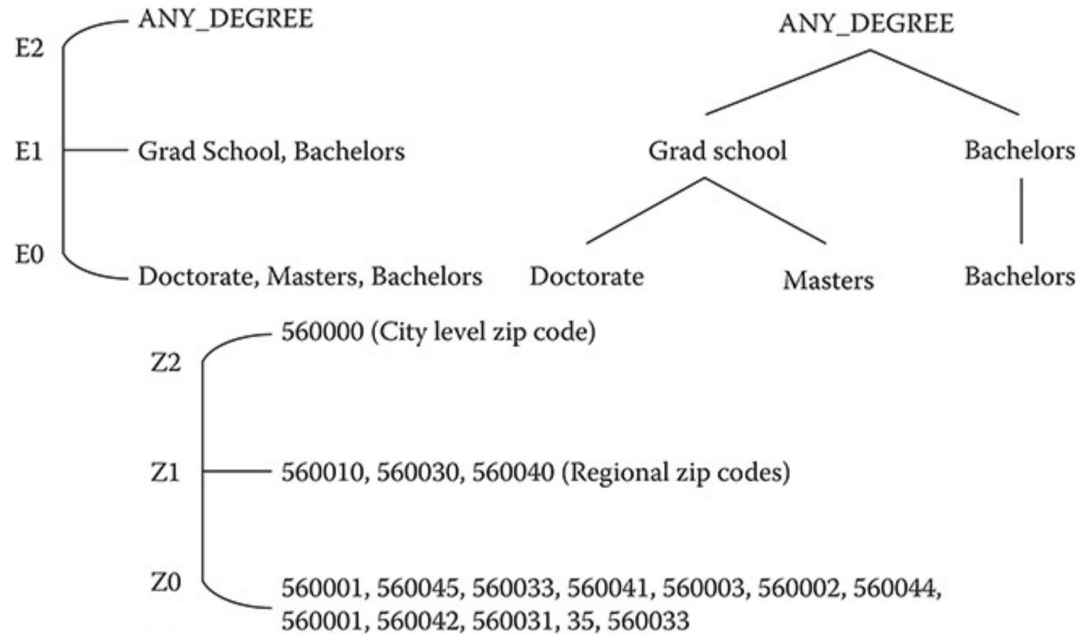 ANY_DEGREE
ANY_DEGREE
E2
E1
Grad School, Bachelors
Grad school
Bachelors
E0
Doctorate, Masters, Bachelors
Doctorate
Masters
Bachelors
560000 (City level zip code)
Z2
Z1
560010, 560030, 560040 (Regional zip codes)
Z0
560001, 560045, 560033, 560041, 560003, 560002, 560044,
560001, 560042, 560031, 35, 560033